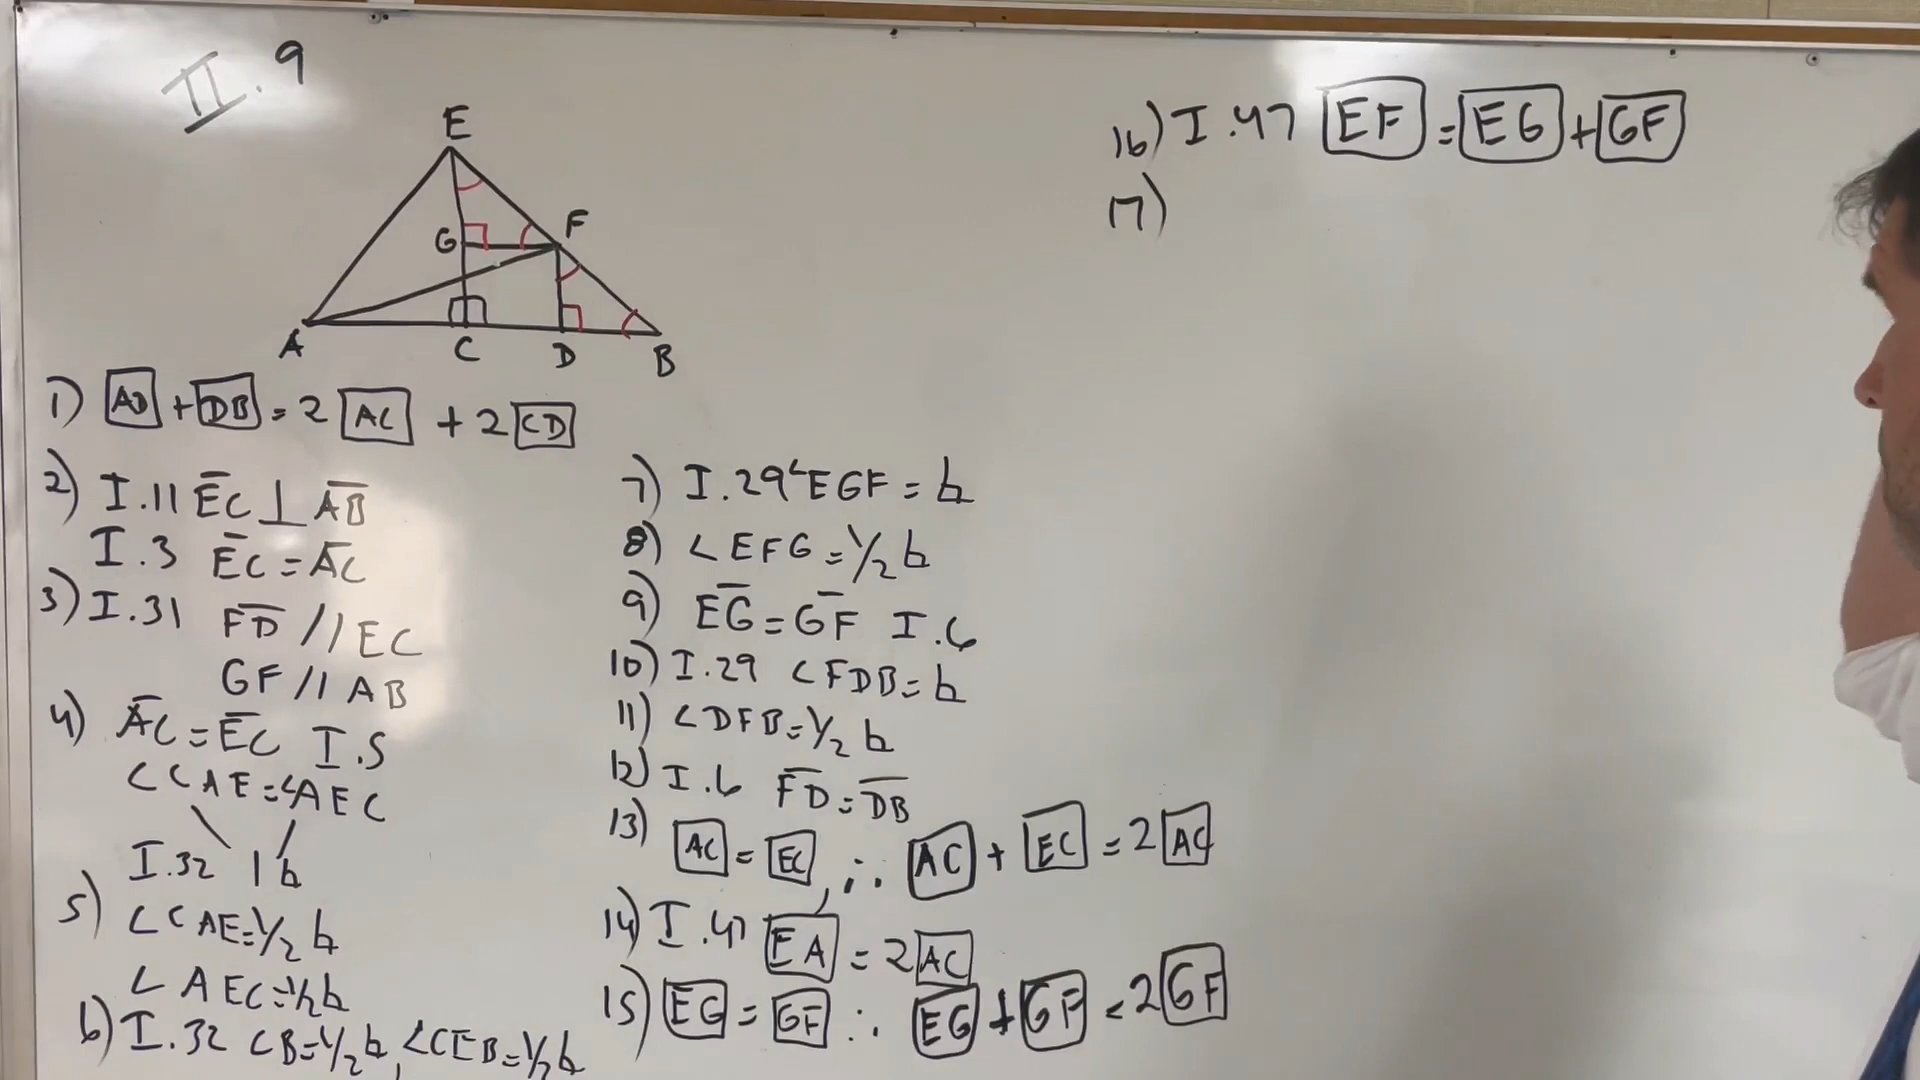 II.9
E
G
F
A
C
D
B
1) AD + DB = 2 AC + 2 CD
2) I.11 EC ⊥ AB
I.3 EC = AC
3) I.31 FD // EC
GF // AB
4) AC = EC I.5
∠CAE = ∠AEC
I.32 1 b
5) ∠CAE = 1/2 b
∠AEC = 1/2 b
6) I.32 ∠B = 1/2 b, ∠CEB = 1/2 b
7) I.29 ∠EGF = b
8) ∠EFG = 1/2 b
9) EG = GF I.6
10) I.29 ∠FDB = b
11) ∠DFB = 1/2 b
12) I.6 FD = DB
13) AC = EC, ∴ AC + EC = 2 AC
14) I.47 EA = 2 AC
15) EG = GF ∴ EG + GF = 2 GF
16) I.47 EF = EG + GF
17)